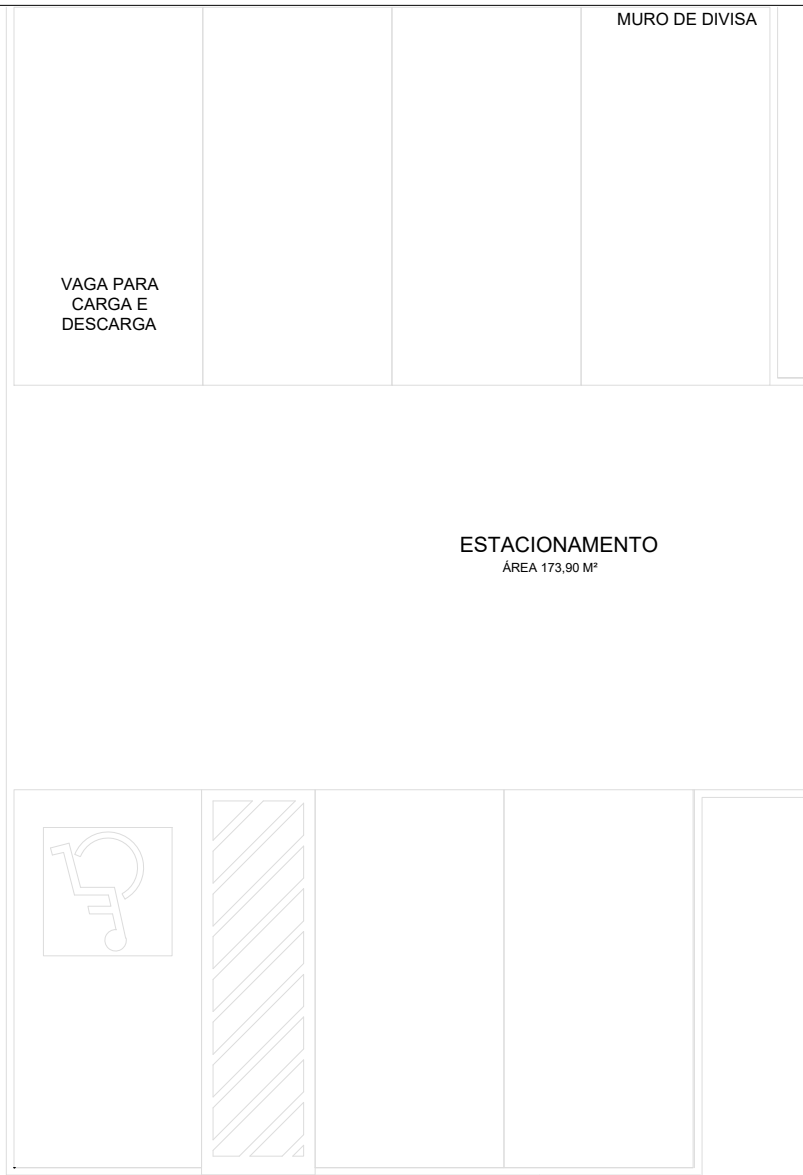 MURO DE DIVISA
VAGA PARA
CARGA E
DESCARGA
ESTACIONAMENTO
ÁREA 173,90 M²